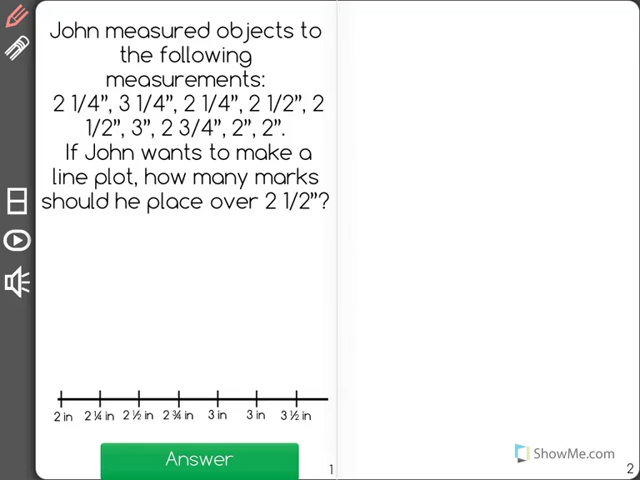 John measured objects to
the following
measurements:
2 1/4”, 3 1/4”, 2 1/4”, 2 1/2”, 2
1/2”, 3”, 2 3/4”, 2”, 2”.
If John wants to make a
line plot, how many marks
should he place over 2 1/2”?
2 in 2 ¼ in 2 ½ in 2 ¾ in 3 in 3 in 3 ½ in
Answer
1
ShowMe.com
2